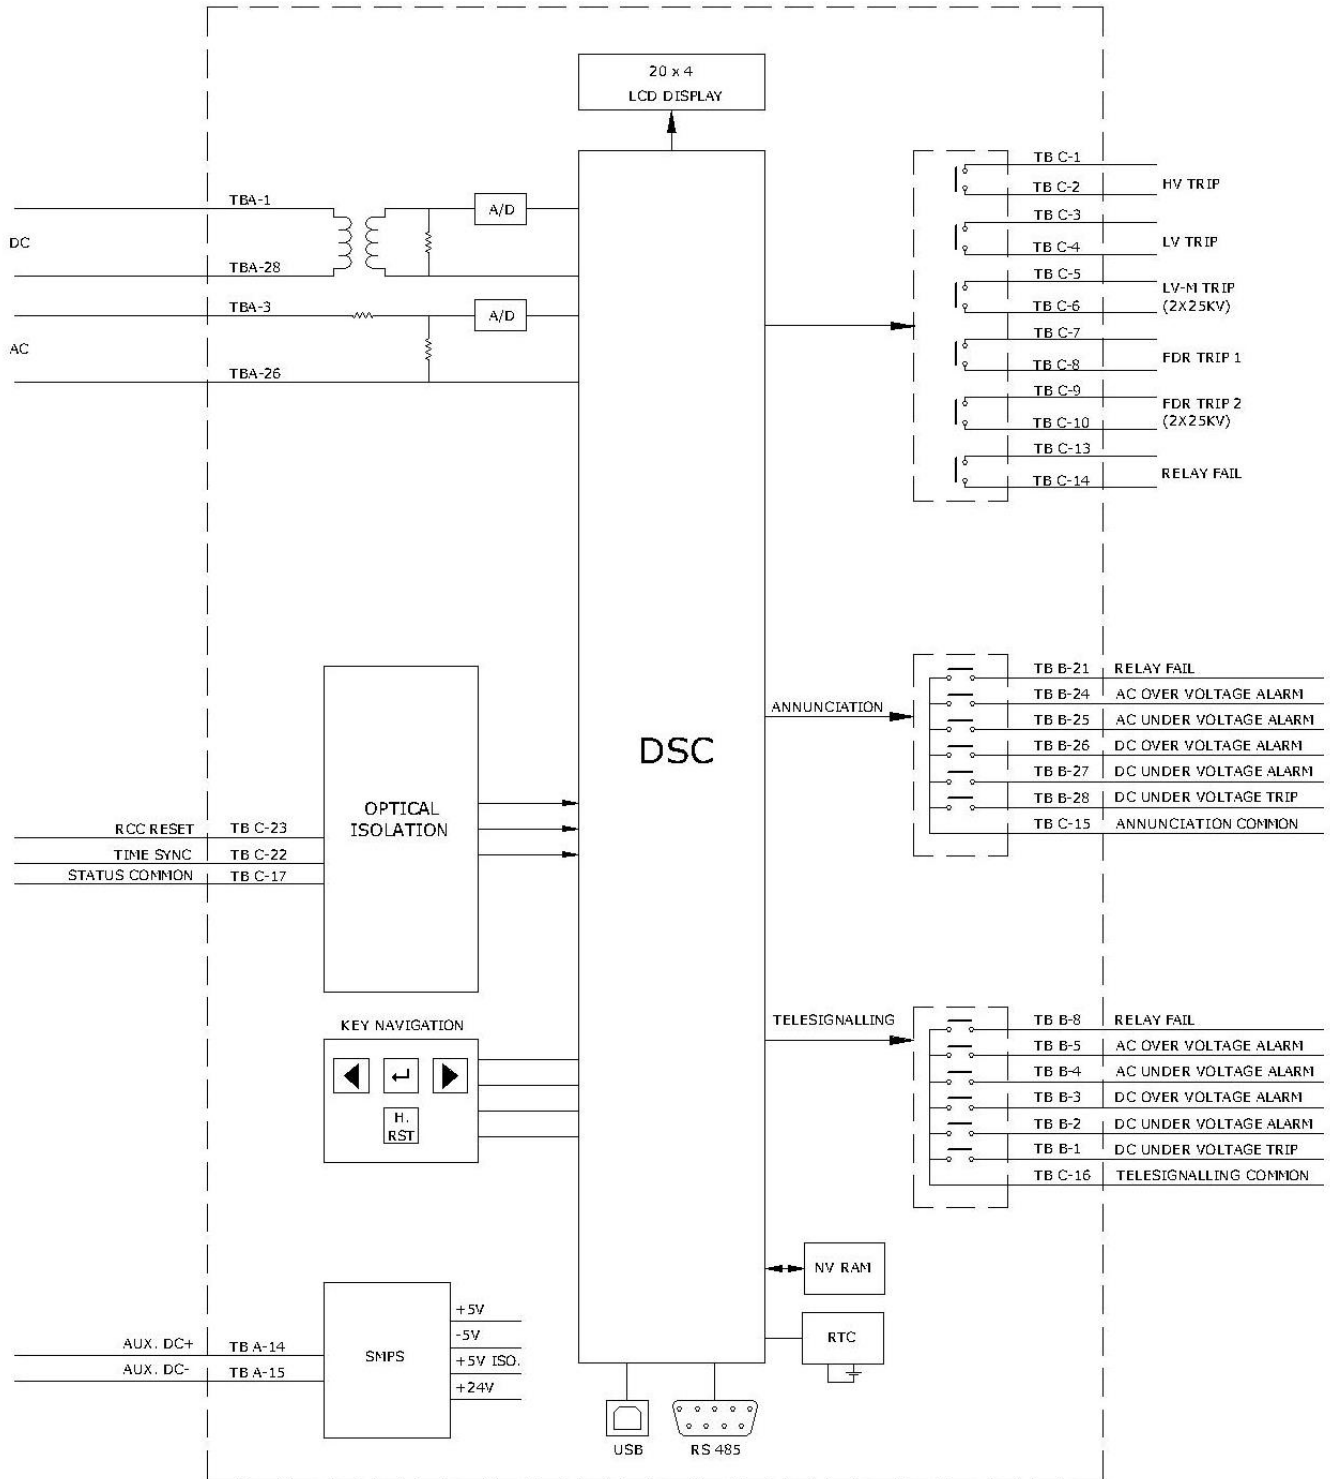 20 x 4
LCD DISPLAY
DC
TBA-1
TBA-28
A/D
AC
TBA-3
TBA-26
A/D
TB C-1
TB C-2
HV TRIP
TB C-3
TB C-4
LV TRIP
TB C-5
TB C-6
LV-M TRIP
(2X25KV)
TB C-7
TB C-8
FDR TRIP 1
TB C-9
TB C-10
FDR TRIP 2
(2X25KV)
TB C-13
TB C-14
RELAY FAIL
DSC
OPTICAL
ISOLATION
RCC RESET TB C-23
TIME SYNC TB C-22
STATUS COMMON TB C-17
ANNUNCIATION
TB B-21 RELAY FAIL
TB B-24 AC OVER VOLTAGE ALARM
TB B-25 AC UNDER VOLTAGE ALARM
TB B-26 DC OVER VOLTAGE ALARM
TB B-27 DC UNDER VOLTAGE ALARM
TB B-28 DC UNDER VOLTAGE TRIP
TB C-15 ANNUNCIATION COMMON
KEY NAVIGATION
H.
RST
TELESIGNALLING
TB B-8 RELAY FAIL
TB B-5 AC OVER VOLTAGE ALARM
TB B-4 AC UNDER VOLTAGE ALARM
TB B-3 DC OVER VOLTAGE ALARM
TB B-2 DC UNDER VOLTAGE ALARM
TB B-1 DC UNDER VOLTAGE TRIP
TB C-16 TELESIGNALLING COMMON
NV RAM
RTC
AUX. DC+ TB A-14
AUX. DC- TB A-15
SMPS
+5V
-5V
+5V ISO.
+24V
USB
RS 485